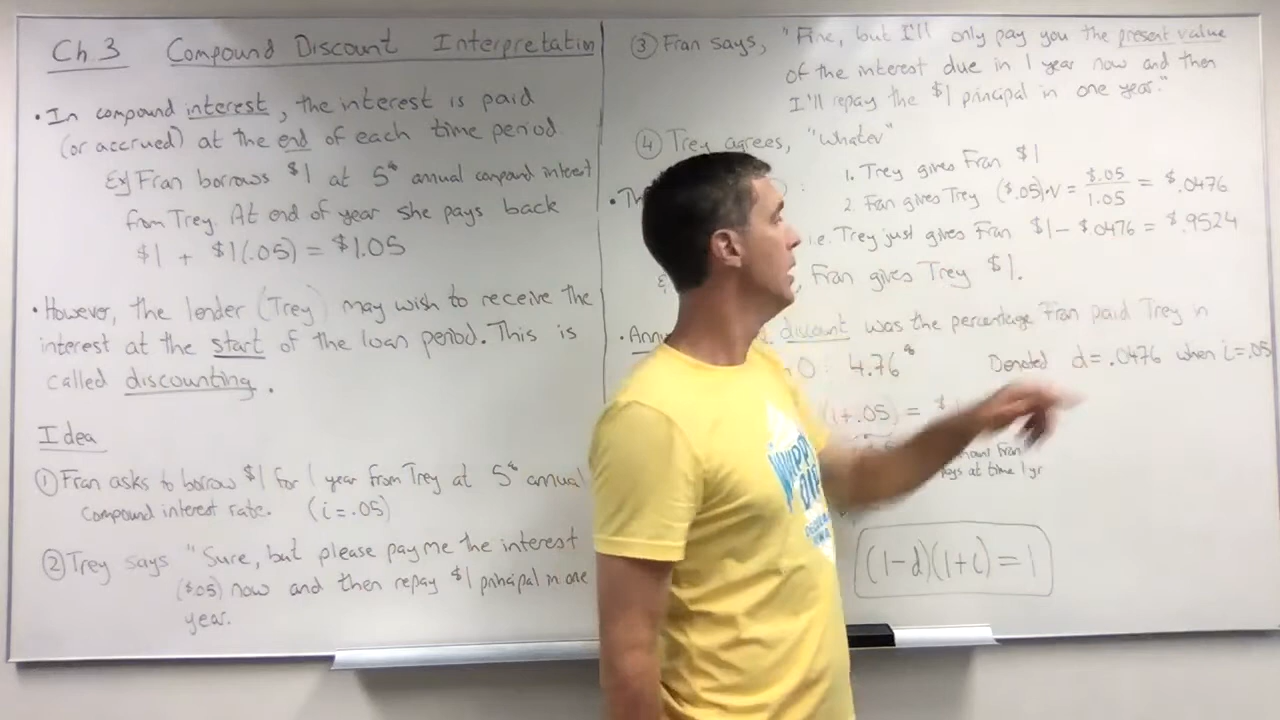 Ch.3 Compound Discount Interpretation
• In compound interest, the interest is paid
(or accrued) at the end of each time period.
Ex) Fran borrows $1 at 5% annual compound interest
from Trey. At end of year she pays back
$1 + $1(.05) = $1.05
• However, the lender (Trey) may wish to receive the
interest at the start of the loan period. This is
called discounting.
Idea
① Fran asks to borrow $1 for 1 year from Trey at 5% annual
compound interest rate. (i=.05)
② Trey says "Sure, but please pay me the interest
($.05) now and then repay $1 principal in one
year.
③ Fran says, "Fine, but I'll only pay you the present value
of the interest due in 1 year now and then
I'll repay the $1 principal in one year."
④ Trey agrees, "whatev"
1. Trey gives Fran $1
2. Fran gives Trey ($.05)·v = $.05/1.05 = $.0476
i.e. Trey just gives Fran $1 - $.0476 = $.9524
Fran gives Trey $1.
discount was the percentage Fran paid Trey in
0: 4.76%
Denoted d=.0476 when i=.05
(1+.05) = $
ays at time 1 yr
(1-d)(1+i) = 1